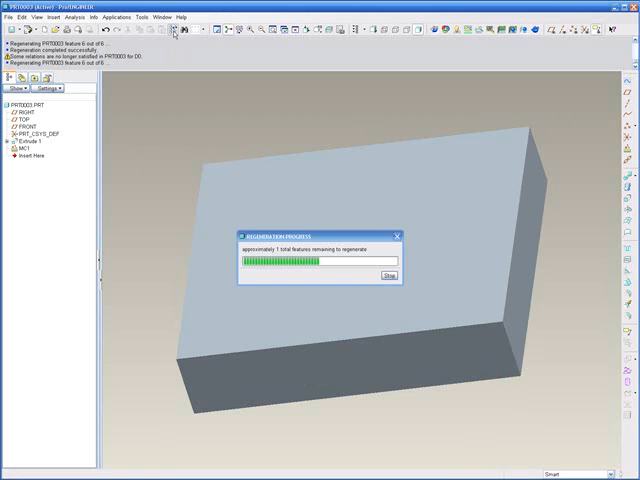 PRT0003 (Active) - Pro/ENGINEER
File Edit View Insert Analysis Info Applications Tools Window Help
• Regenerating PRT0003 feature 6 out of 6 ...
• Regeneration completed successfully.
Some relations are no longer satisfied in PRT0003 for D0.
• Regenerating PRT0003 feature 6 out of 6 ...
Show Settings
PRT0003.PRT
RIGHT
TOP
FRONT
PRT_CSYS_DEF
Extrude 1
MC1
Insert Here
REGENERATION PROGRESS
approximately 1 total features remaining to regenerate
Stop
Smart